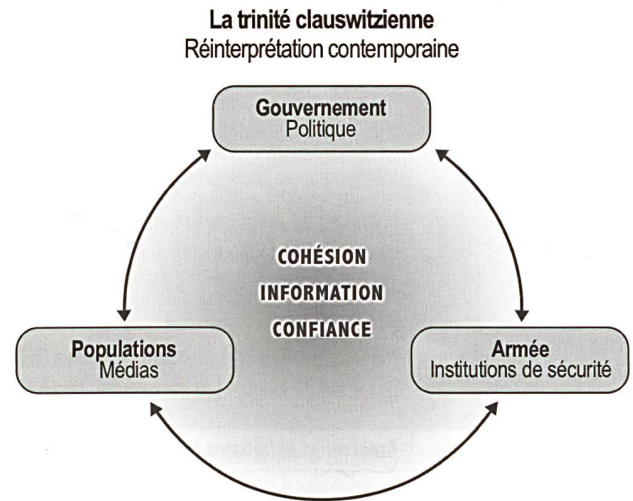 La trinité clauswitzienne
Réinterprétation contemporaine
Gouvernement
Politique
COHÉSION
INFORMATION
CONFIANCE
Populations
Médias
Armée
Institutions de sécurité